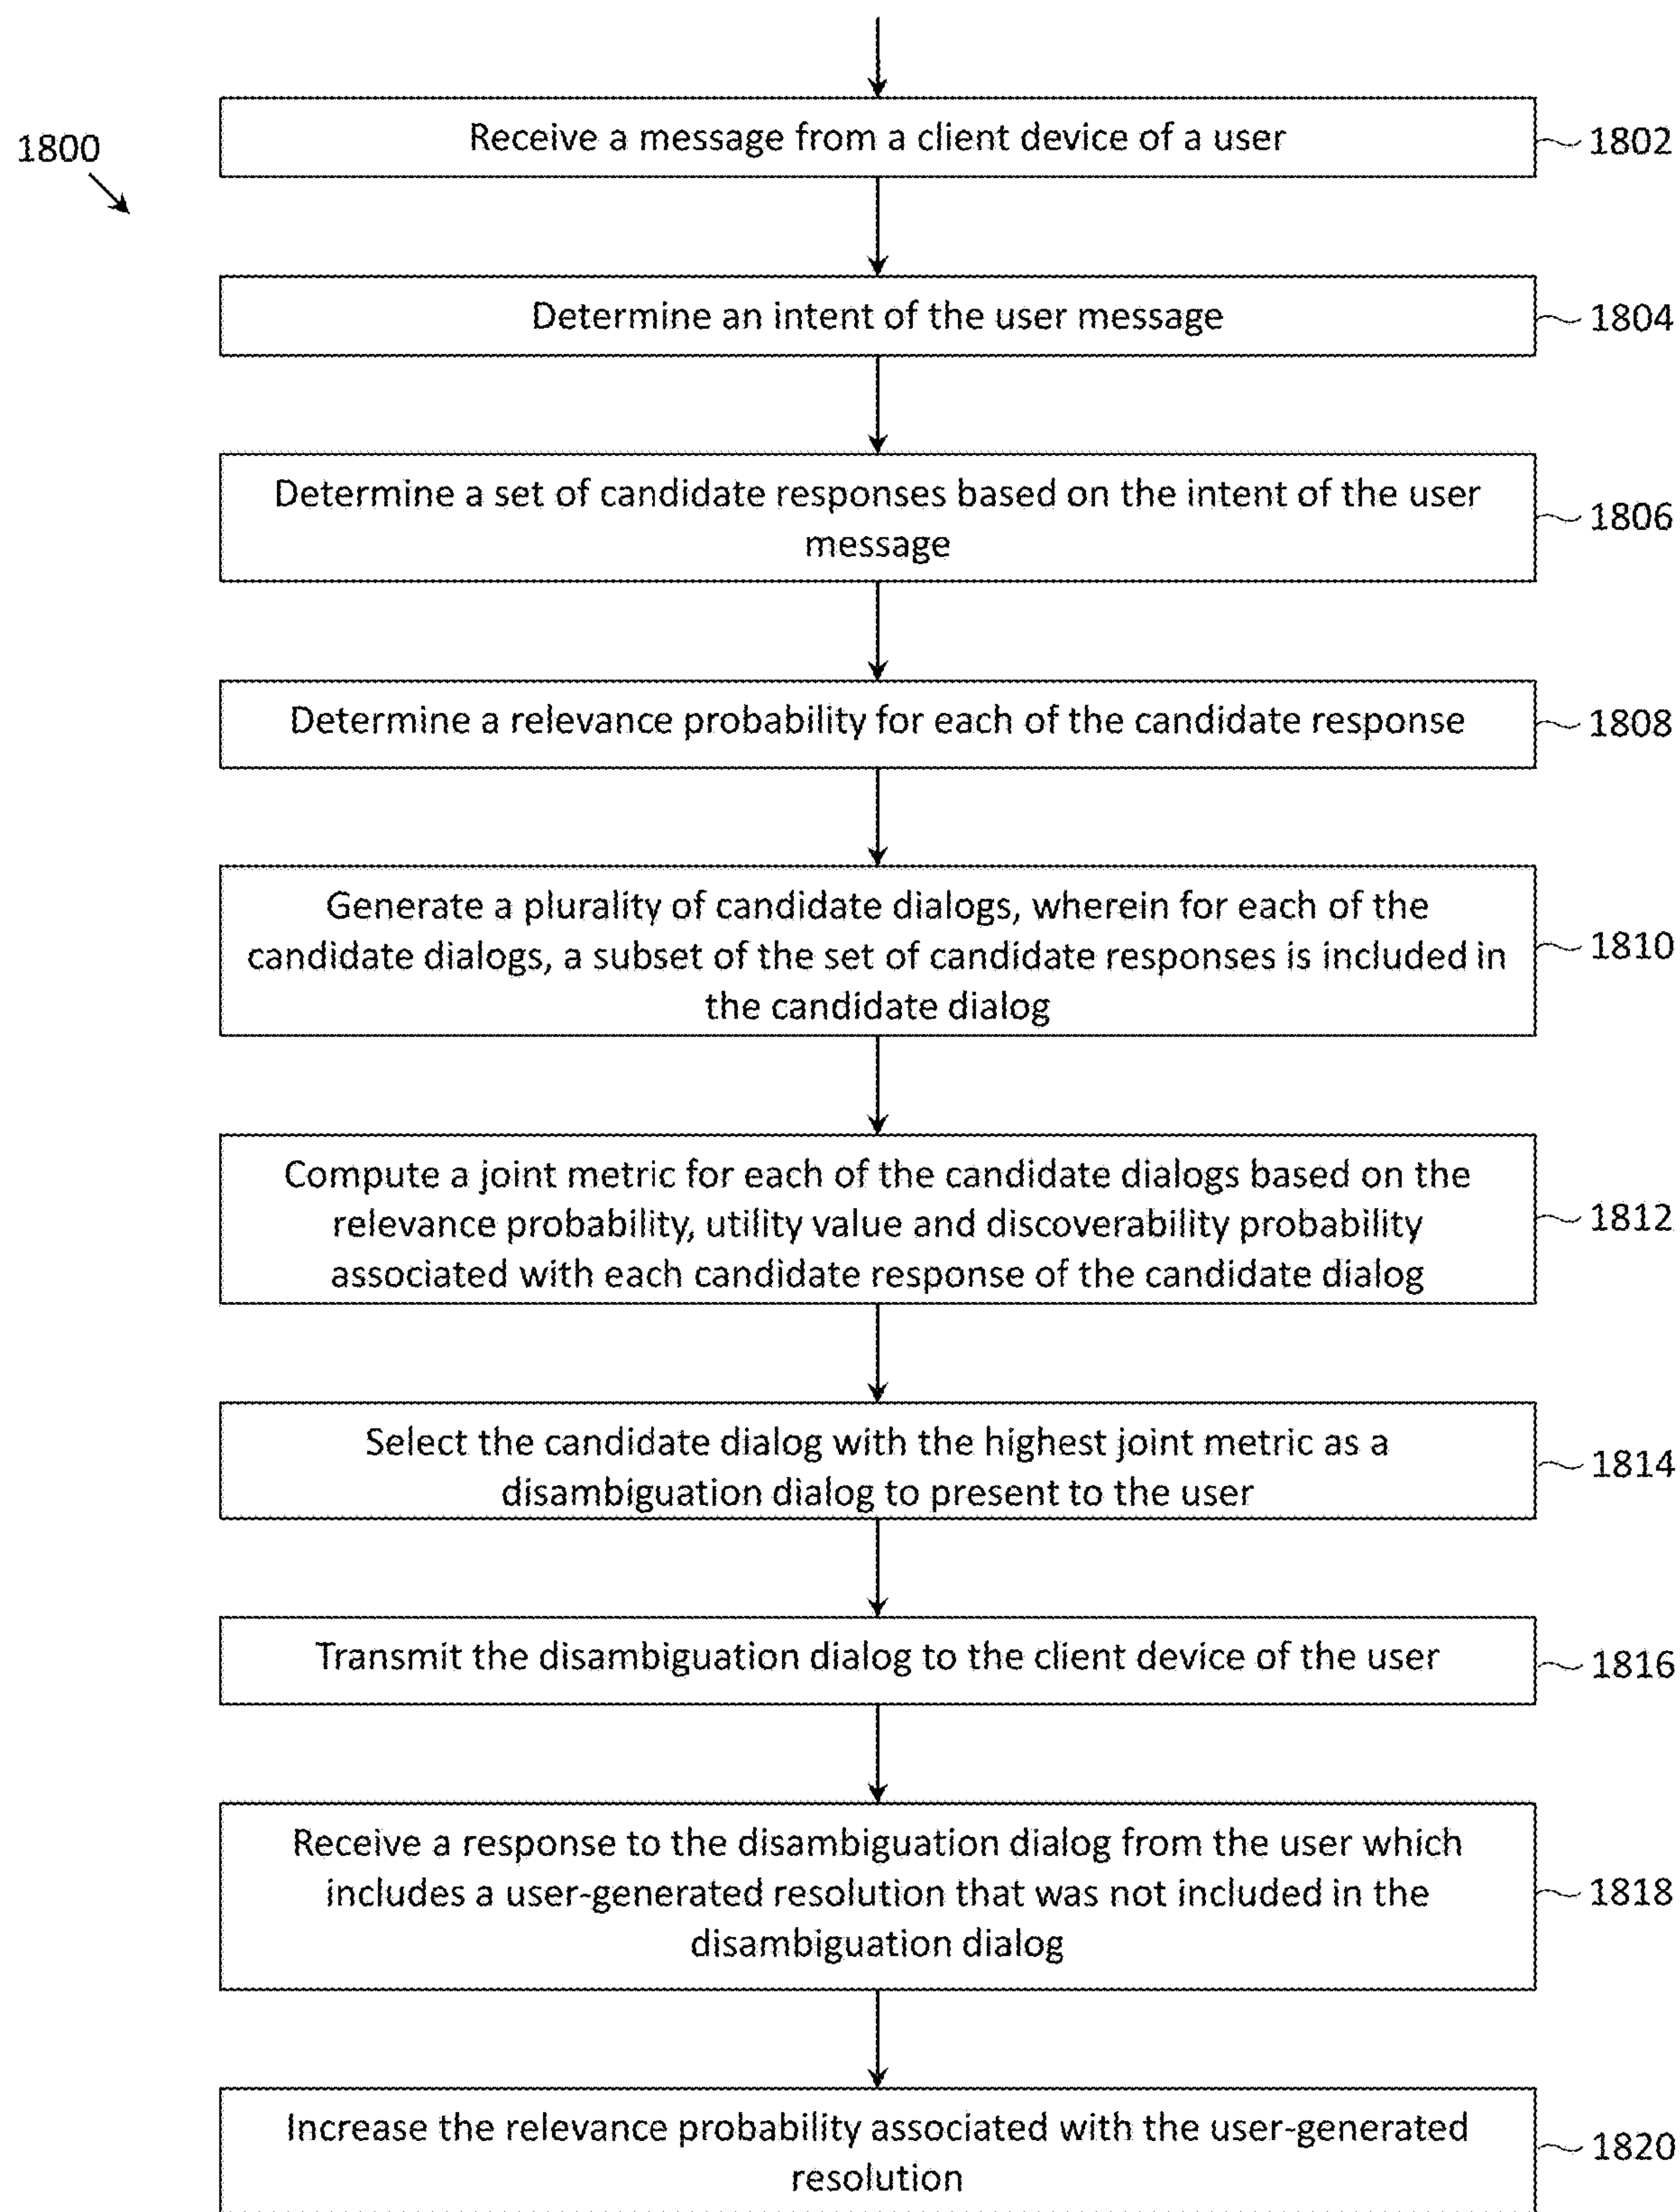 Receive a message from a client device of a user
1800
1802
Determine an intent of the user message
1804
Determine a set of candidate responses based on the intent of the user
message
1806
Determine a relevance probability for each of the candidate response
1808
Generate a plurality of candidate dialogs, wherein for each of the
candidate dialogs, a subset of the set of candidate responses is included in
the candidate dialog
1810
Compute a joint metric for each of the candidate dialogs based on the
relevance probability, utility value and discoverability probability
associated with each candidate response of the candidate dialog
1812
Select the candidate dialog with the highest joint metric as a
disambiguation dialog to present to the user
1814
Transmit the disambiguation dialog to the client device of the user
1816
Receive a response to the disambiguation dialog from the user which
includes a user-generated resolution that was not included in the
disambiguation dialog
1818
Increase the relevance probability associated with the user-generated
resolution
1820